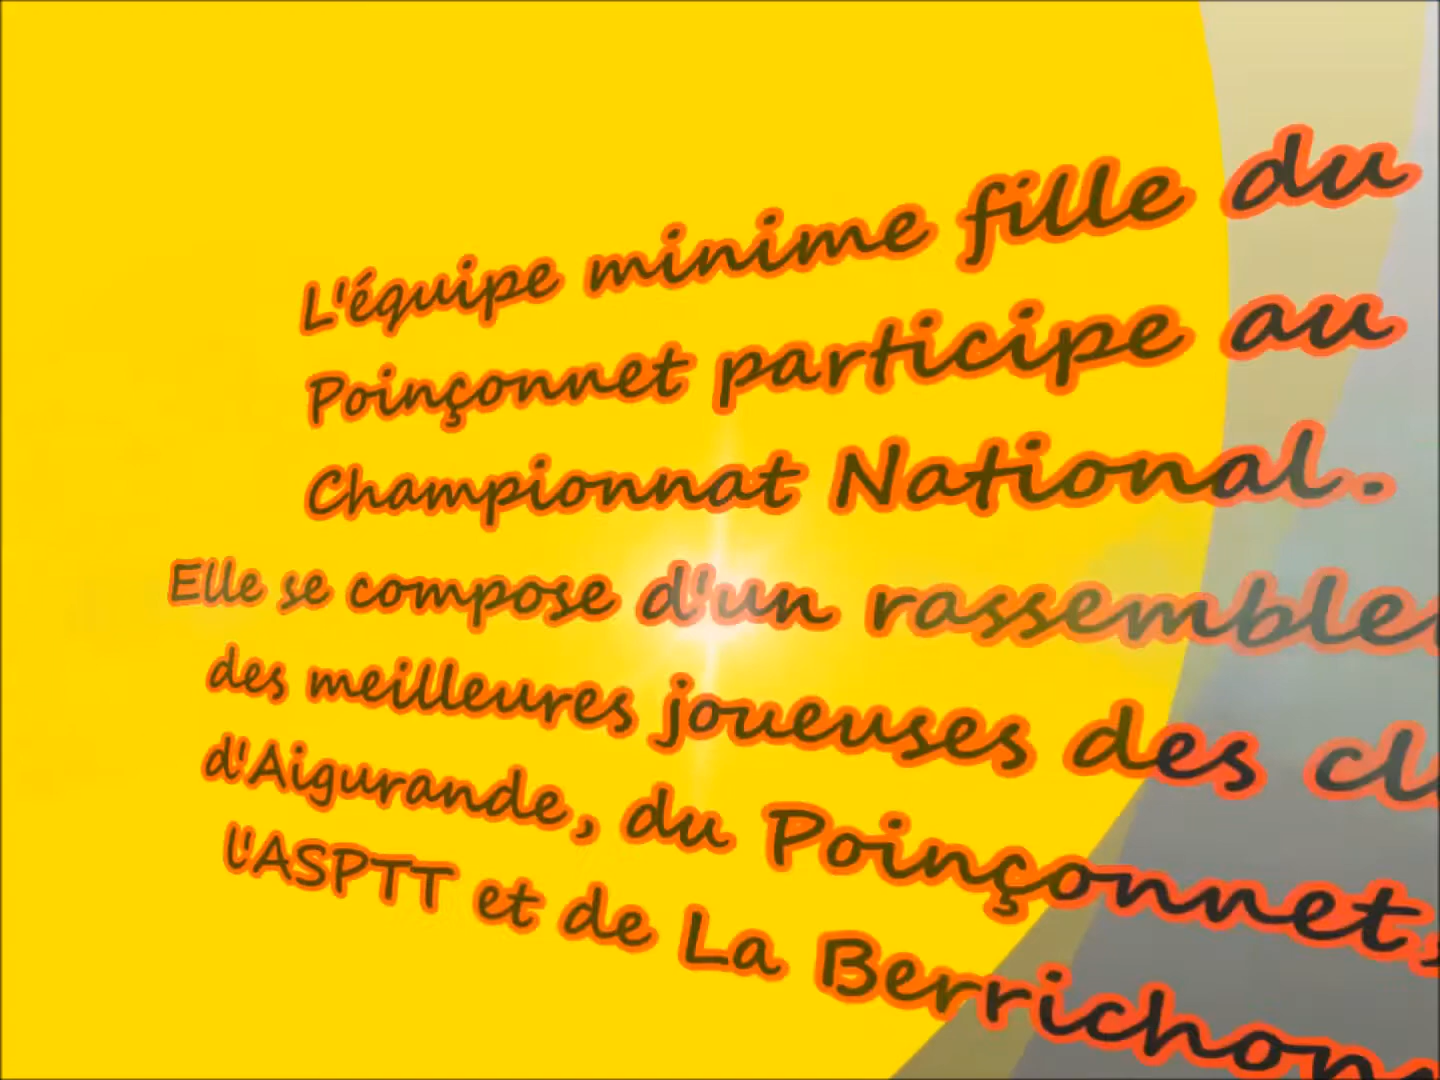 L'équipe minime fille du
Poinçonnet participe au
Championnat National.
Elle se compose d'un
des meilleures joueuses des
d'Aigurande, du Poinçonnet,
l'ASPTT et de La